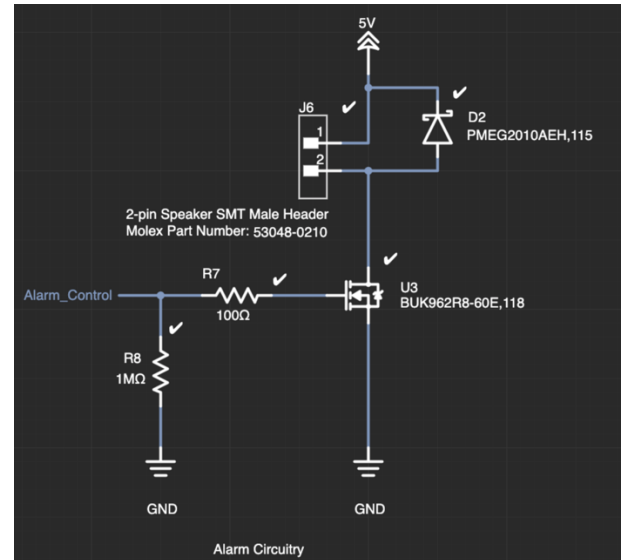 5V
J6
1
2
D2
PMEG2010AEH,115
2-pin Speaker SMT Male Header
Molex Part Number: 53048-0210
R7
100Ω
Alarm_Control
U3
BUK962R8-60E,118
R8
1MΩ
GND
GND
Alarm Circuitry